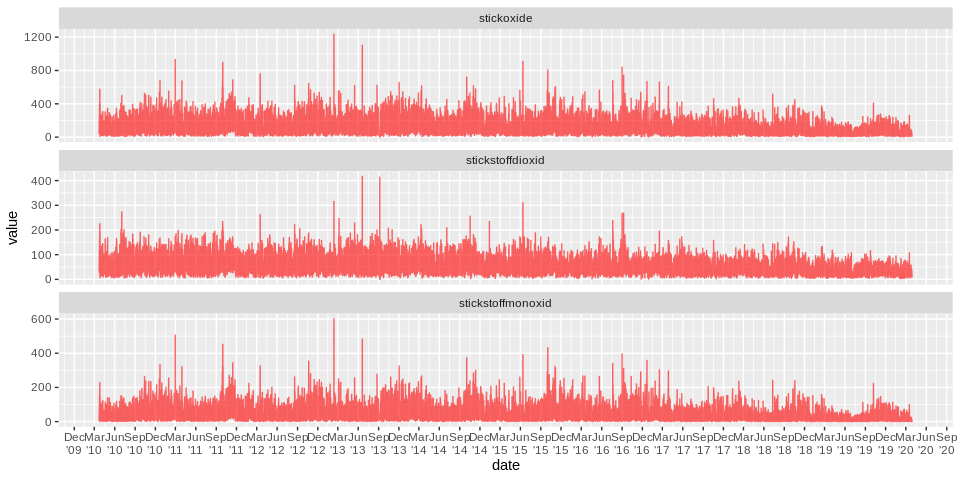 stickoxide
1200
800
400
0
stickstoffdioxid
400
300
200
100
0
value
stickstoffmonoxid
600
400
200
0
Dec Mar Jun Sep Dec Mar Jun Sep Dec Mar Jun Sep Dec Mar Jun Sep Dec Mar Jun Sep Dec Mar Jun Sep Dec Mar Jun Sep Dec Mar Jun Sep Dec Mar Jun Sep Dec Mar Jun Sep Dec Mar Jun Sep
'09 '10 '10 '10 '10 '11 '11 '11 '11 '12 '12 '12 '12 '13 '13 '13 '13 '14 '14 '14 '14 '15 '15 '15 '15 '16 '16 '16 '16 '17 '17 '17 '17 '18 '18 '18 '18 '19 '19 '19 '19 '20 '20 '20
date